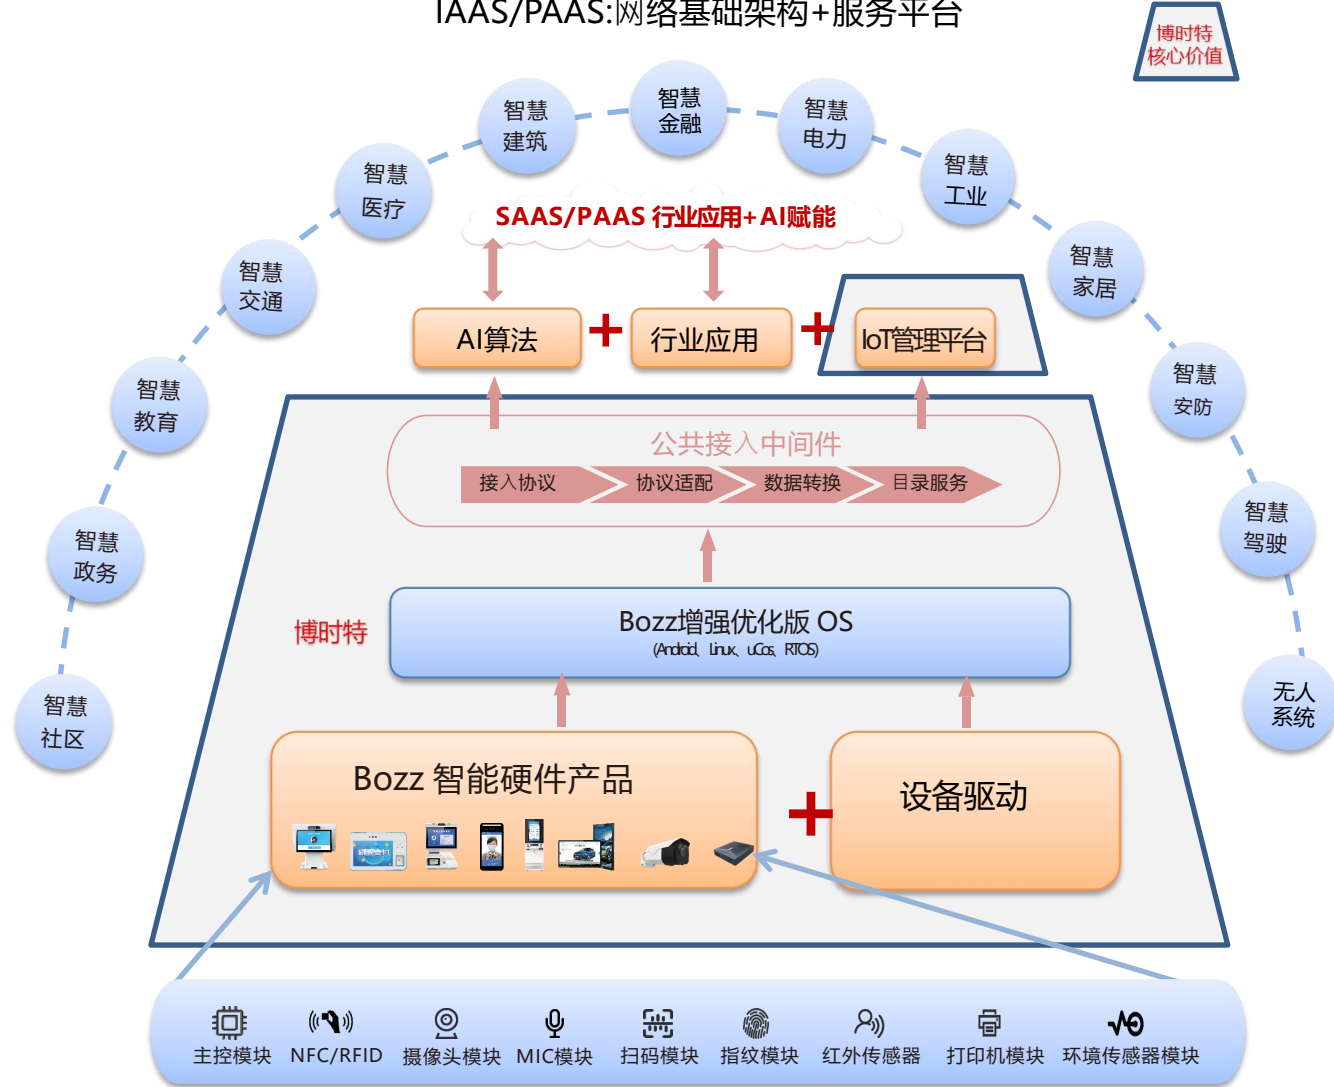 IAAS/PAAS:网络基础架构+服务平台
博时特
核心价值
智慧
金融
智慧
建筑
智慧
电力
智慧
医疗
智慧
工业
智慧
交通
智慧
家居
智慧
教育
智慧
安防
智慧
政务
智慧
驾驶
智慧
社区
无人
系统
SAAS/PAAS 行业应用+AI赋能
AI算法
行业应用
IoT管理平台
公共接入中间件
接入协议
协议适配
数据转换
目录服务
博时特
Bozz增强优化版 OS
(Android、Linux、uCos、RTOS)
Bozz 智能硬件产品
设备驱动
主控模块
NFC/RFID
摄像头模块
MIC模块
扫码模块
指纹模块
红外传感器
打印机模块
环境传感器模块